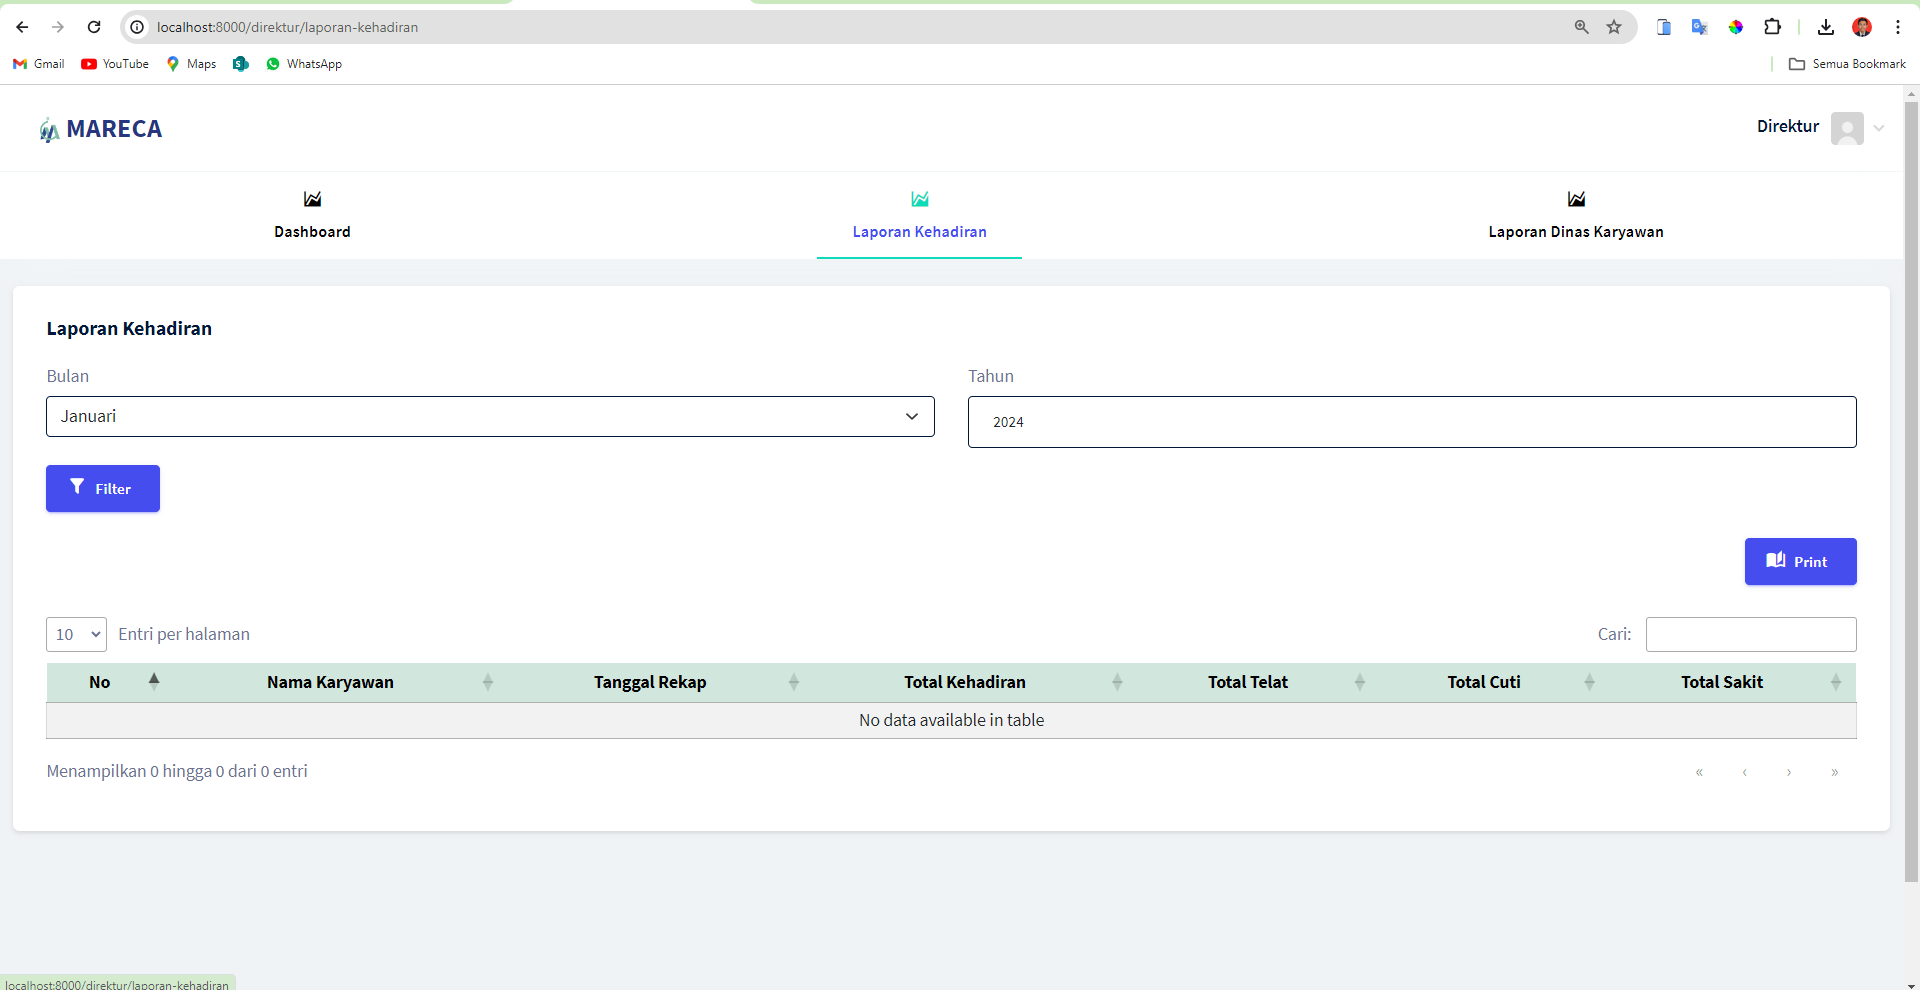 localhost:8000/direktur/laporan-kehadiran
Gmail YouTube Maps WhatsApp Semua Bookmark
MARECA Direktur
Dashboard Laporan Kehadiran Laporan Dinas Karyawan
Laporan Kehadiran
Bulan Tahun
Januari 2024
Filter
Print
10 Entri per halaman Cari:
No Nama Karyawan Tanggal Rekap Total Kehadiran Total Telat Total Cuti Total Sakit
No data available in table
Menampilkan 0 hingga 0 dari 0 entri « ‹ › »
localhost:8000/direktur/laporan-kehadiran